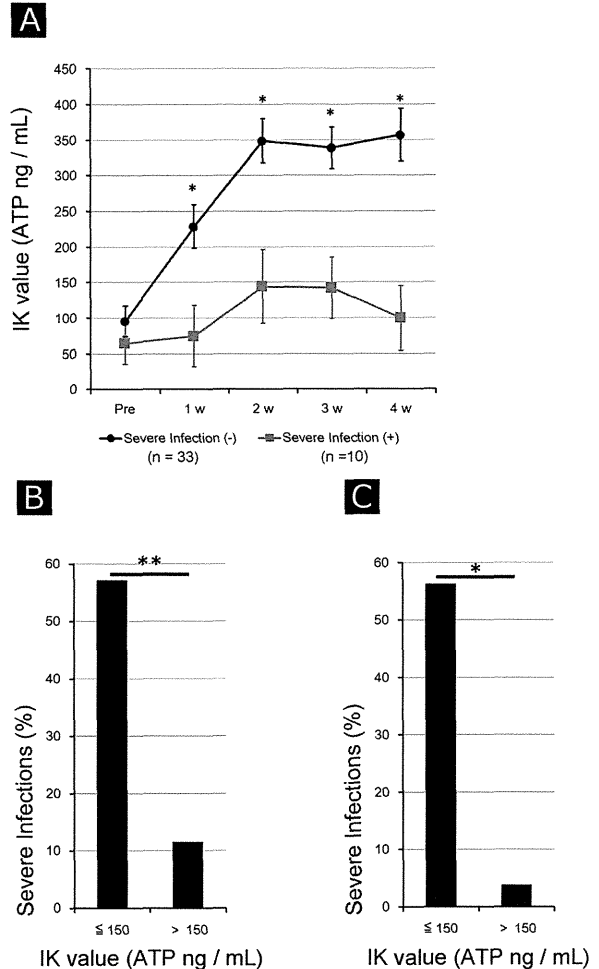 A
IK value (ATP ng / mL)
450
400
350
300
250
200
150
100
50
0
*
*
*
*
Pre 1 w 2 w 3 w 4 w
Severe Infection (-) Severe Infection (+)
(n = 33) (n =10)
B
Severe Infections (%)
60
50
40
30
20
10
0
**
≦ 150 > 150
IK value (ATP ng / mL)
C
Severe Infections (%)
60
50
40
30
20
10
0
*
≦ 150 > 150
IK value (ATP ng / mL)